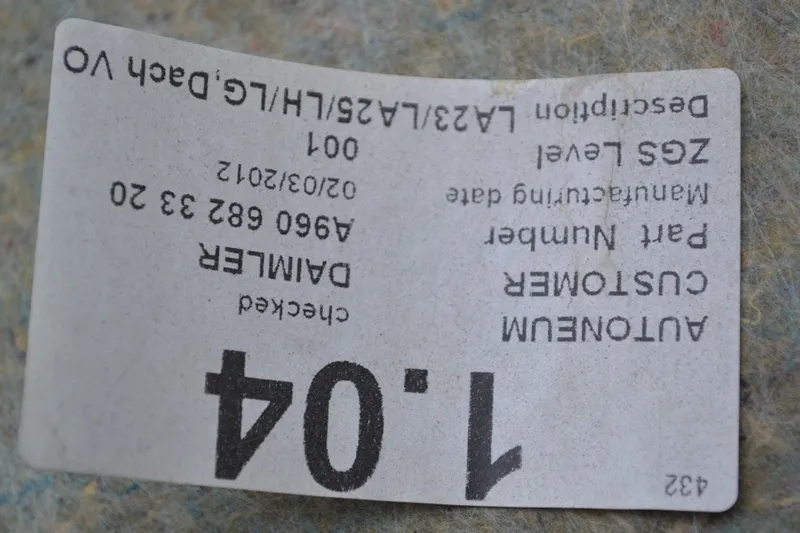 432
1.04
AUTONEUM checked
CUSTOMER DAIMLER
Part Number A960 682 33 20
Manufacturing date 02/03/2012
ZGS Level 001
Description LA23/LA25/LH/LG,Dach VO